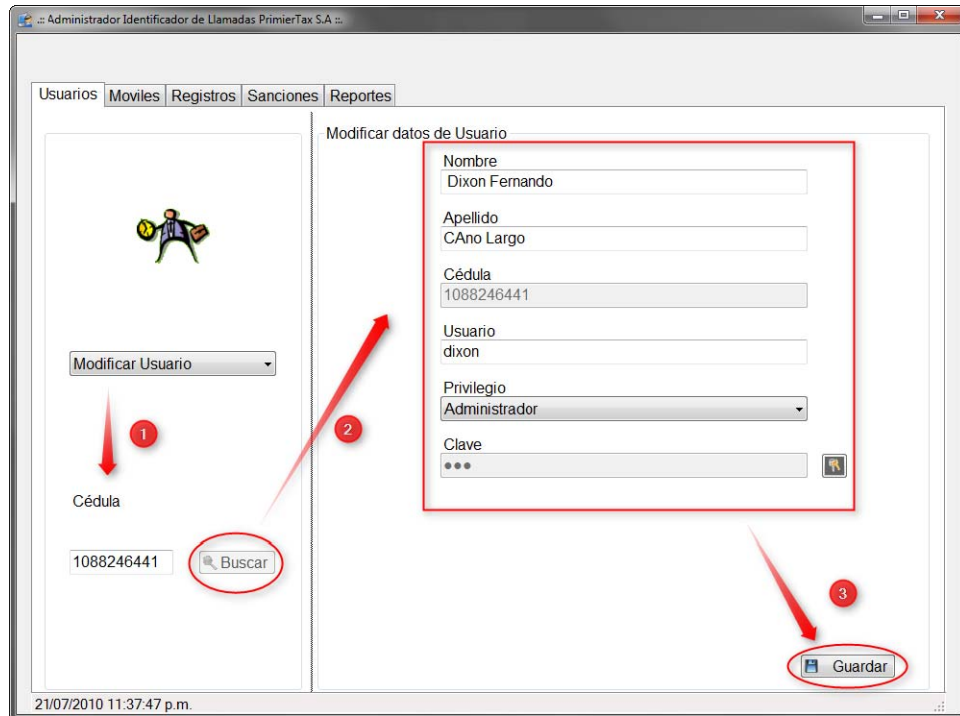 .:: Administrador Identificador de Llamadas PrimierTax S.A ::.
Usuarios Moviles Registros Sanciones Reportes
Modificar Usuario
1
Cédula
1088246441 Buscar
2
Modificar datos de Usuario
Nombre
Dixon Fernando
Apellido
CAno Largo
Cédula
1088246441
Usuario
dixon
Privilegio
Administrador
Clave
●●●
3
Guardar
21/07/2010 11:37:47 p.m.